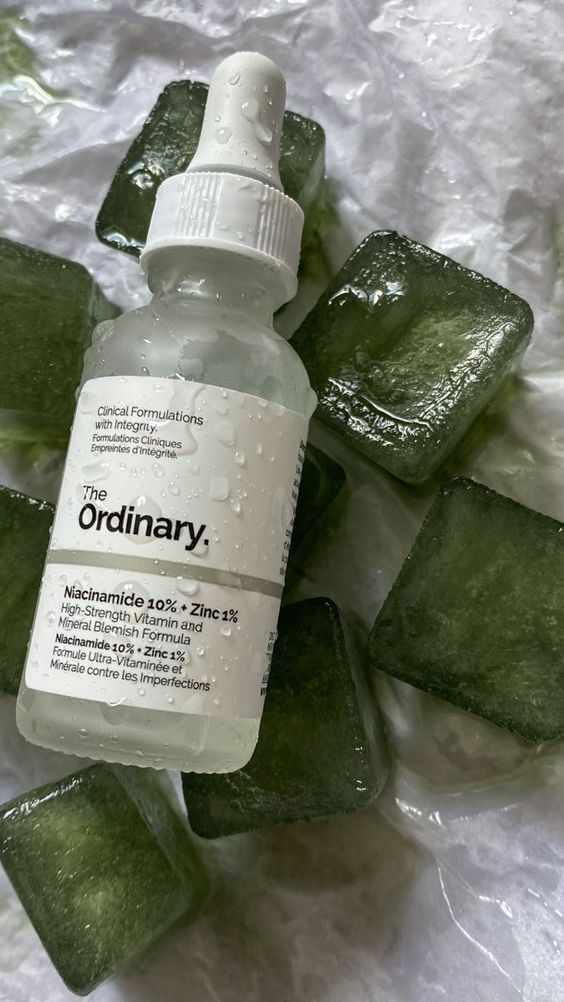 Clinical Formulations
with Integrity.
Formulations Cliniques
Empreintes d'Intégrité.
The
Ordinary.
Niacinamide 10% + Zinc 1%
High-Strength Vitamin and
Mineral Blemish Formula
Niacinamide 10% + Zinc 1%
Formule Ultra-Vitaminée et
Minérale contre les Imperfections